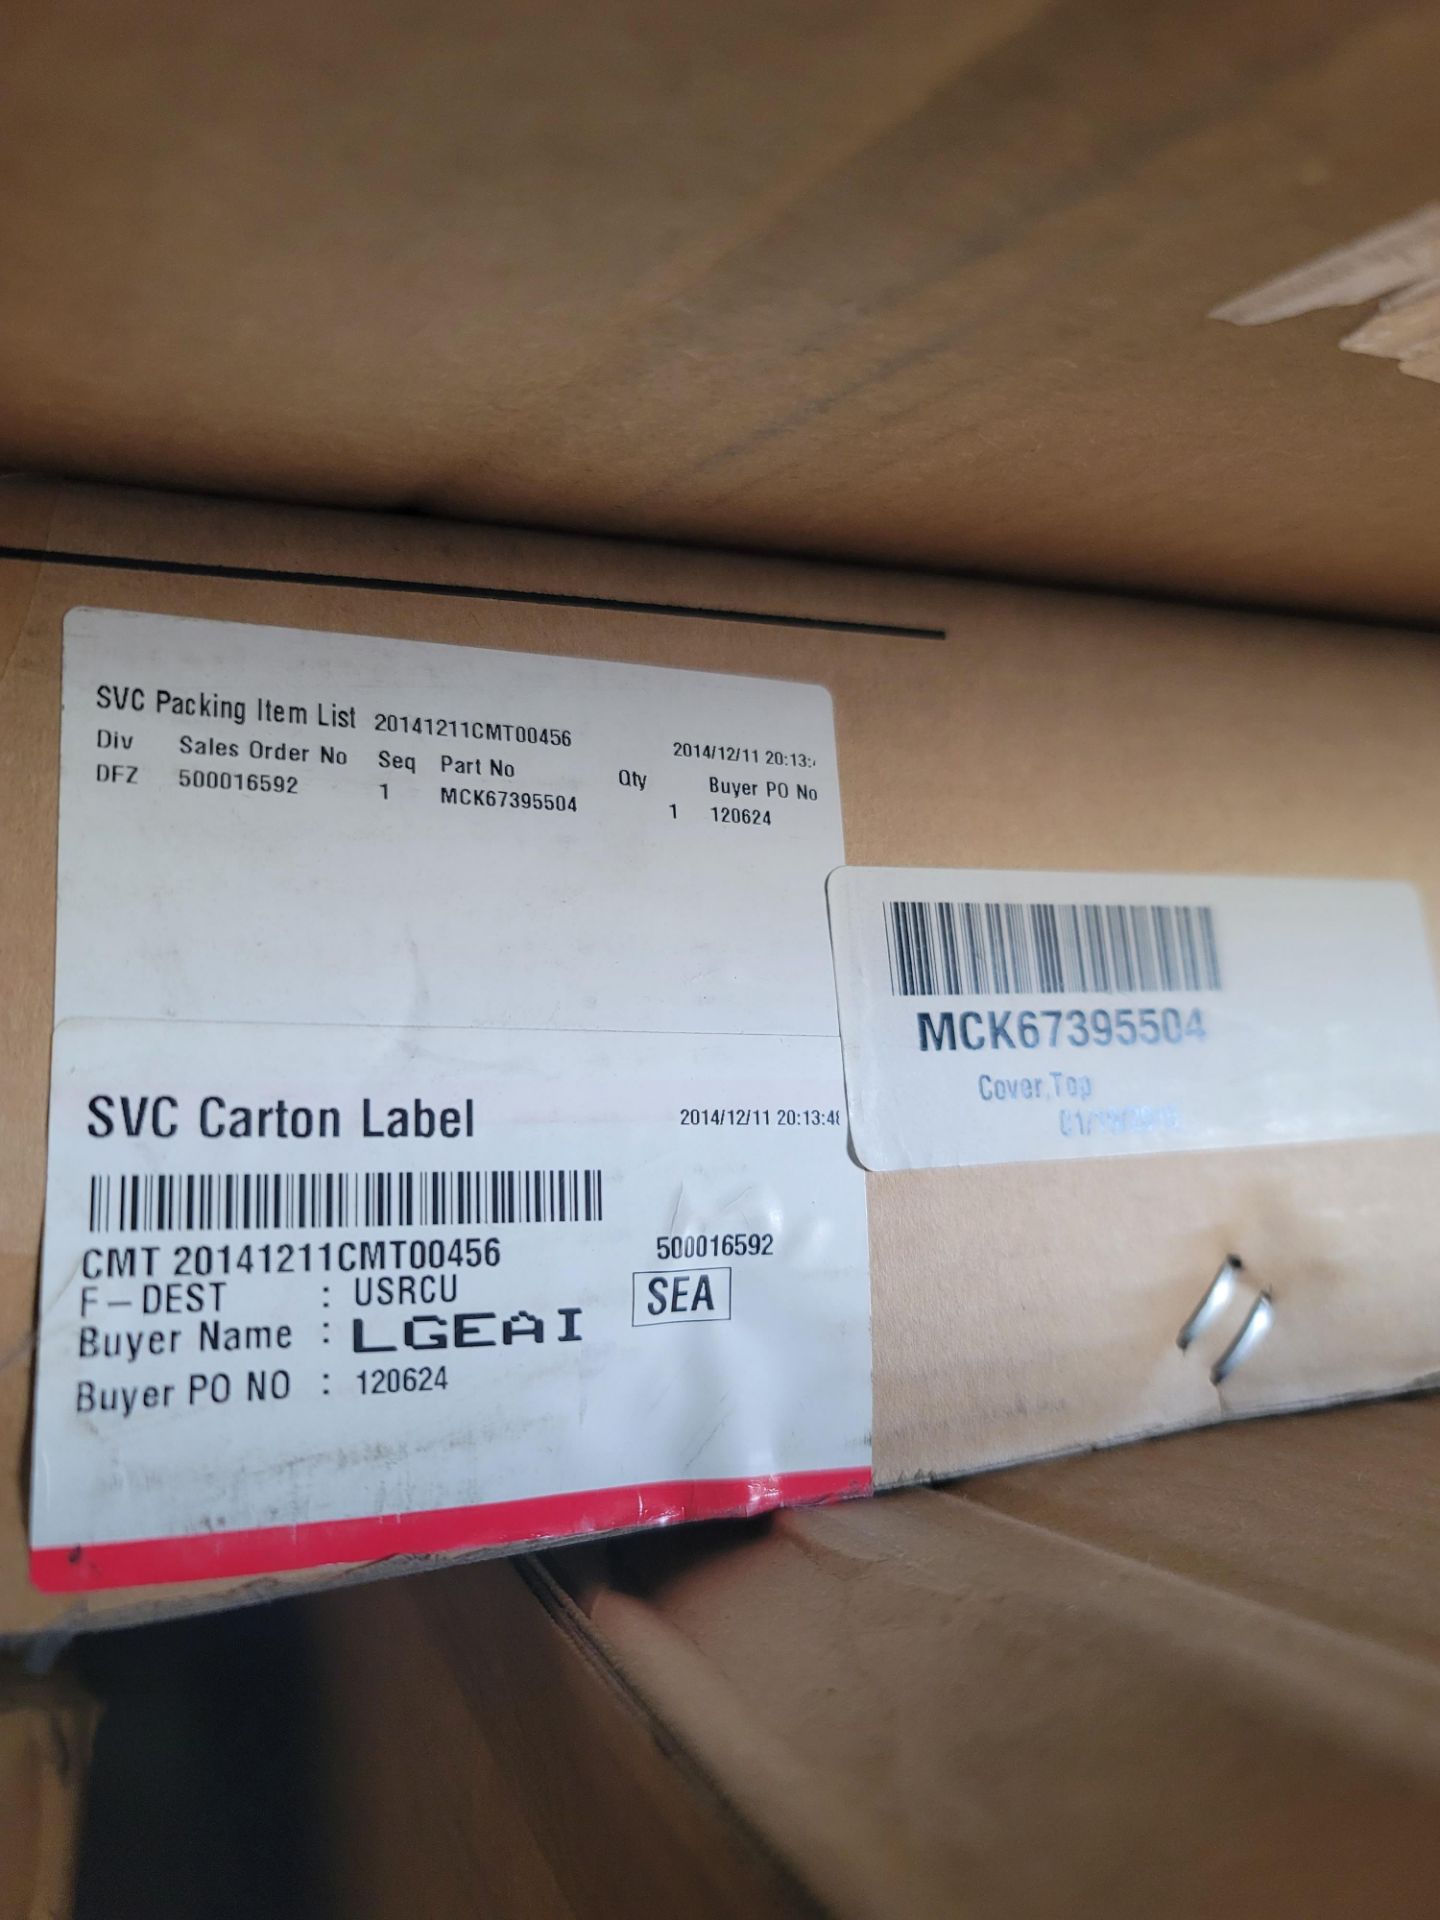 SVC Packing Item List 20141211CMT00456 2014/12/11 20:13:
Div Sales Order No Seq Part No Qty Buyer PO No
DFZ 500016592 1 MCK67395504 1 120624
MCK67395504
Cover,Top
SVC Carton Label 2014/12/11 20:13:48
CMT 20141211CMT00456 500016592
F-DEST : USRCU SEA
Buyer Name : LGEAI
Buyer PO NO : 120624